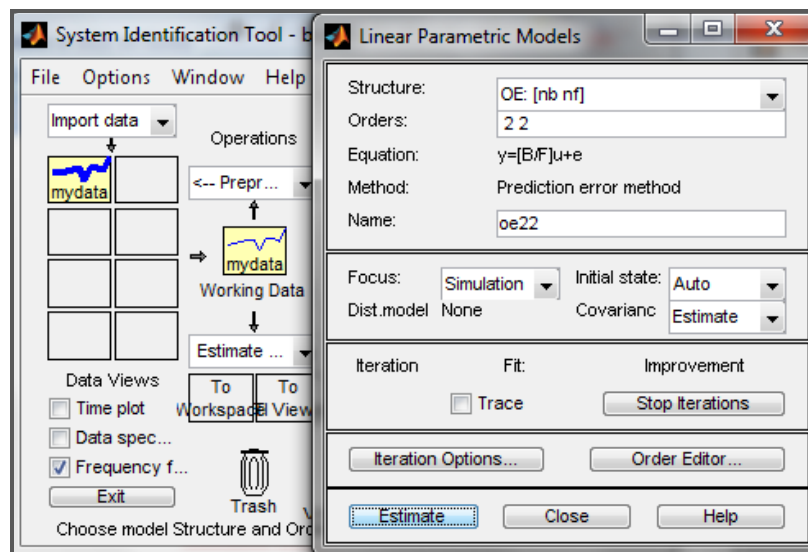 System Identification Tool - b
File Options Window Help
Import data
Operations
mydata
<-- Prepr...
mydata
Working Data
Estimate ...
Data Views
To Workspace
To
View
Time plot
Data spec...
Frequency f...
Exit
Trash
Choose model Structure and Ord
Linear Parametric Models
Structure: OE: [nb nf]
Orders: 2 2
Equation: y=[B/F]u+e
Method: Prediction error method
Name: oe22
Focus: Simulation Initial state: Auto
Dist.model None Covarianc Estimate
Iteration Fit: Improvement
Trace Stop Iterations
Iteration Options... Order Editor...
Estimate Close Help